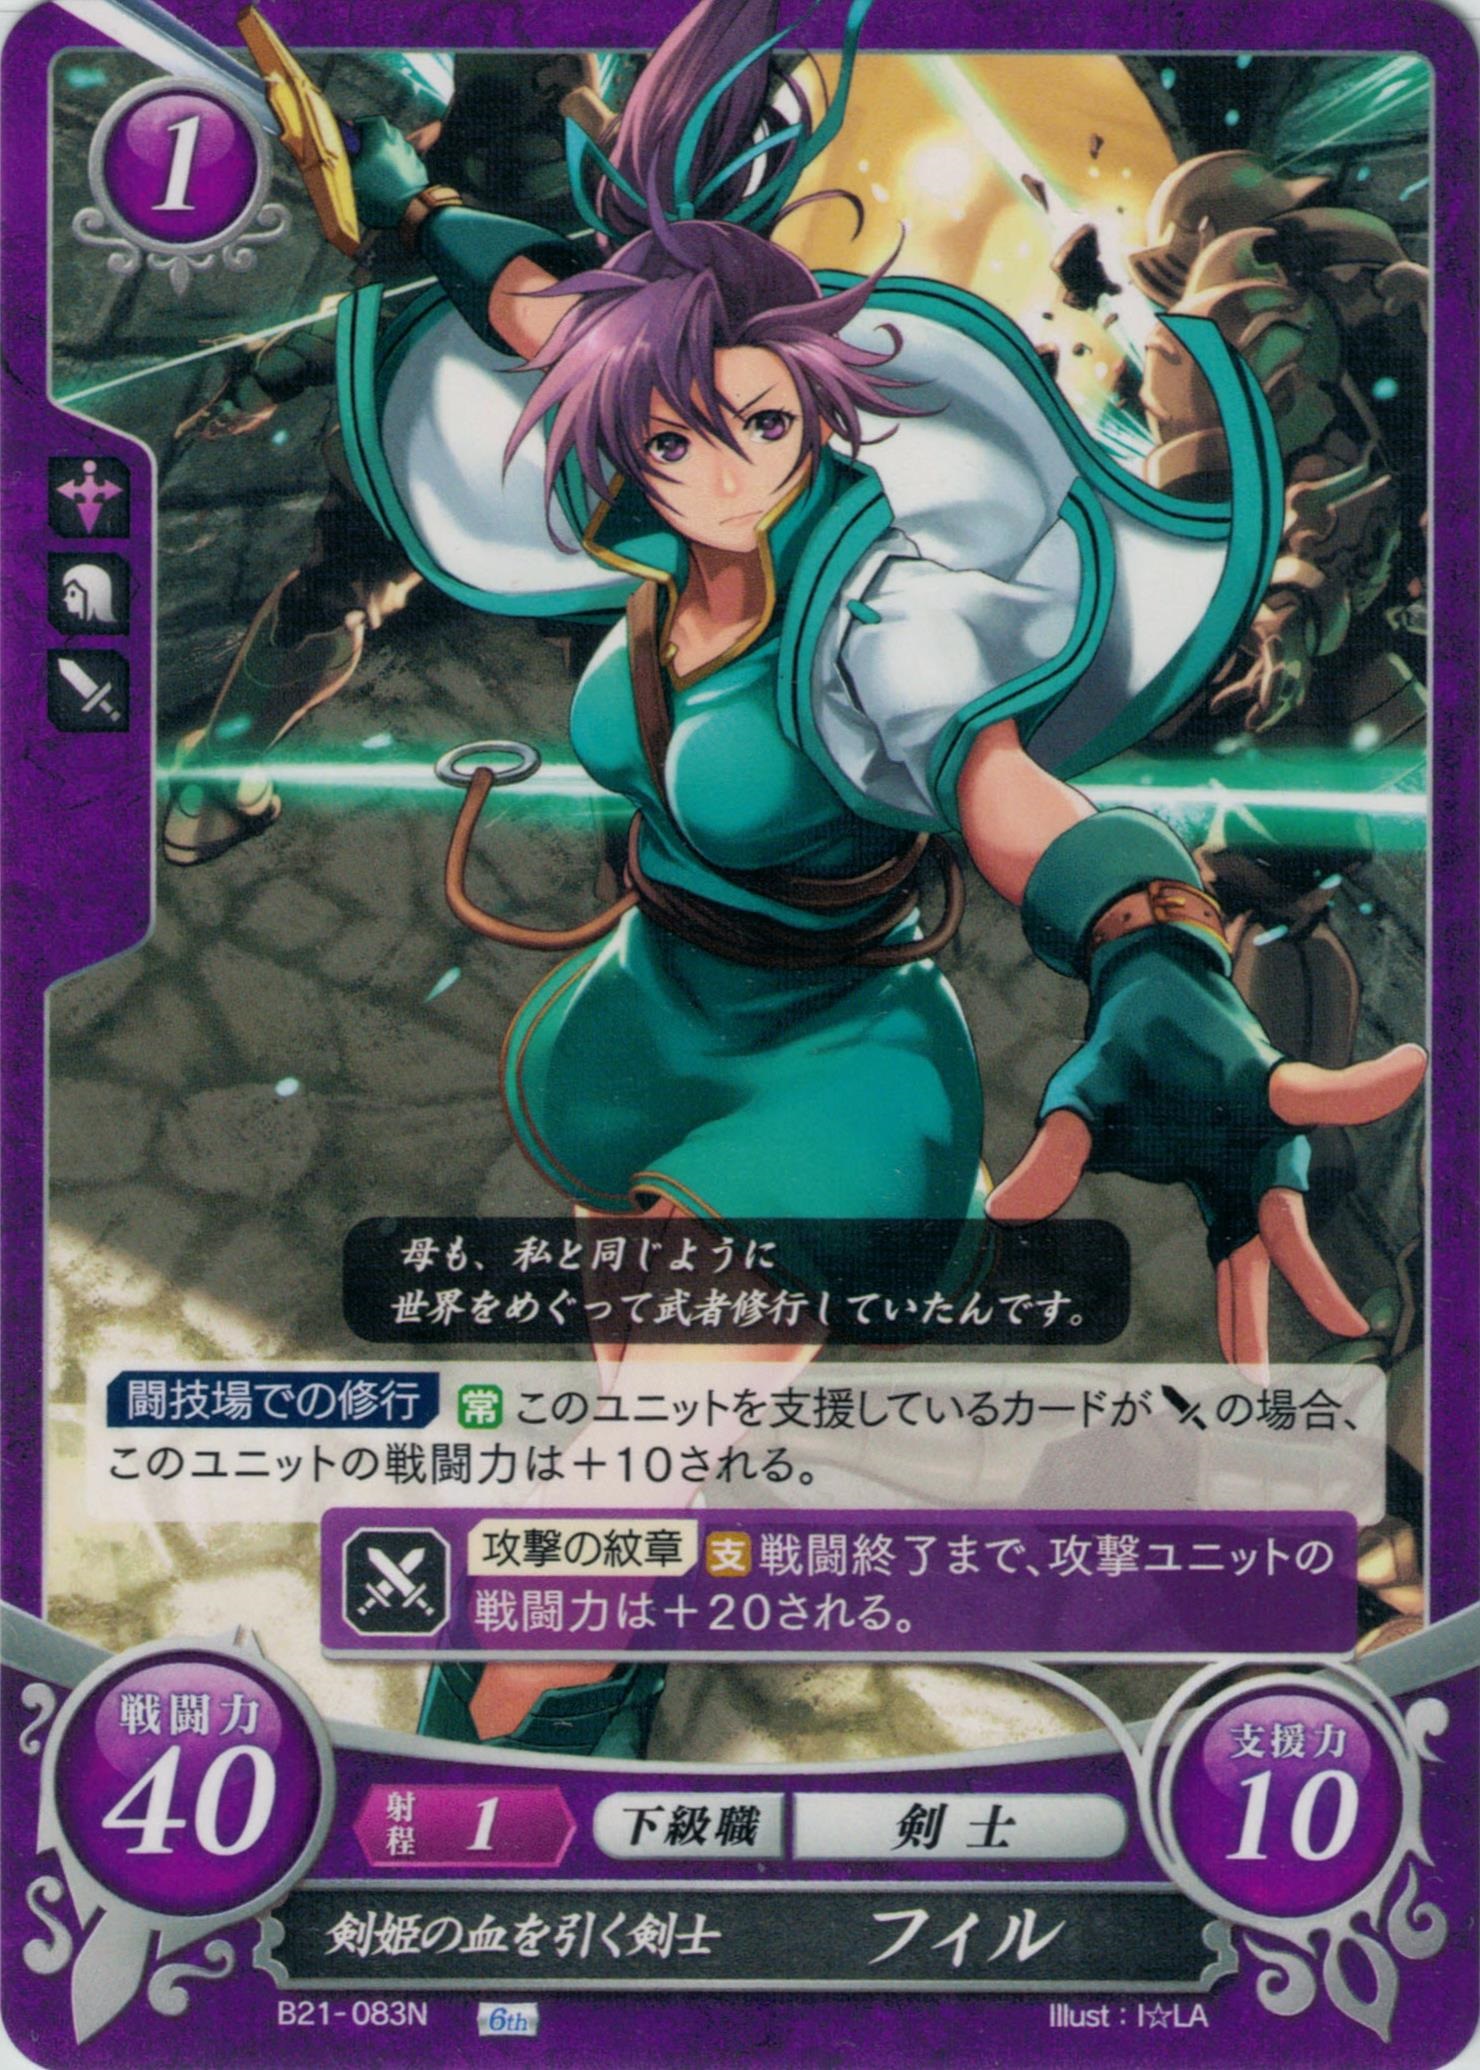 1
母も、私と同じように
世界をめぐって武者修行していたんです。
闘技場での修行 常 このユニットを支援しているカードが の場合、
このユニットの戦闘力は＋10される。
攻撃の紋章 支 戦闘終了まで、攻撃ユニットの
戦闘力は＋20される。
戦闘力
40
射程 1
下級職 剣士
支援力
10
剣姫の血を引く剣士 フィル
B21-083N 6th Illust：I☆LA